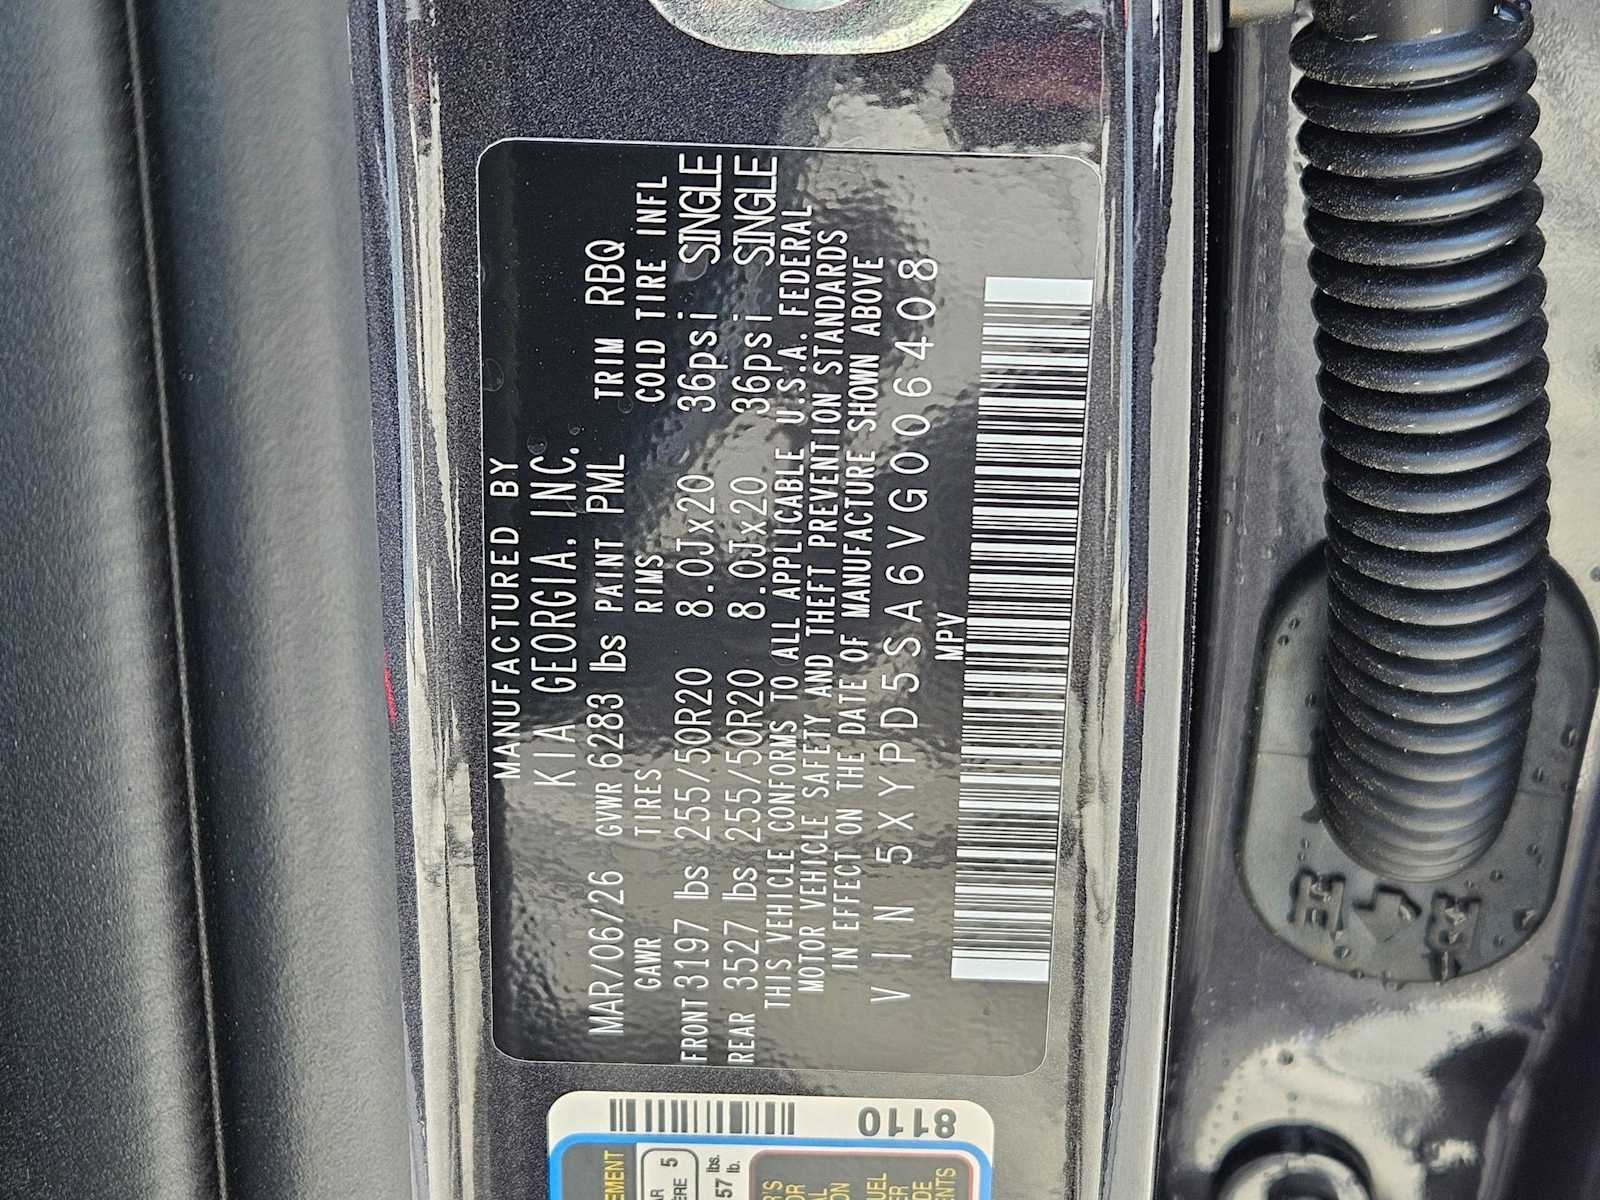 MANUFACTURED BY
KIA GEORGIA, INC.
MAR/06/26 GVWR 6283 lbs PAINT PML TRIM RBQ
GAWR TIRES RIMS COLD TIRE INFL
FRONT 3197 lbs 255/50R20 8.0Jx20 36psi SINGLE
REAR 3527 lbs 255/50R20 8.0Jx20 36psi SINGLE
THIS VEHICLE CONFORMS TO ALL APPLICABLE U.S.A. FEDERAL
MOTOR VEHICLE SAFETY AND THEFT PREVENTION STANDARDS
IN EFFECT ON THE DATE OF MANUFACTURE SHOWN ABOVE
VIN 5XYPD5SA6VG006408
MPV
8110
5
lbs.
lb.